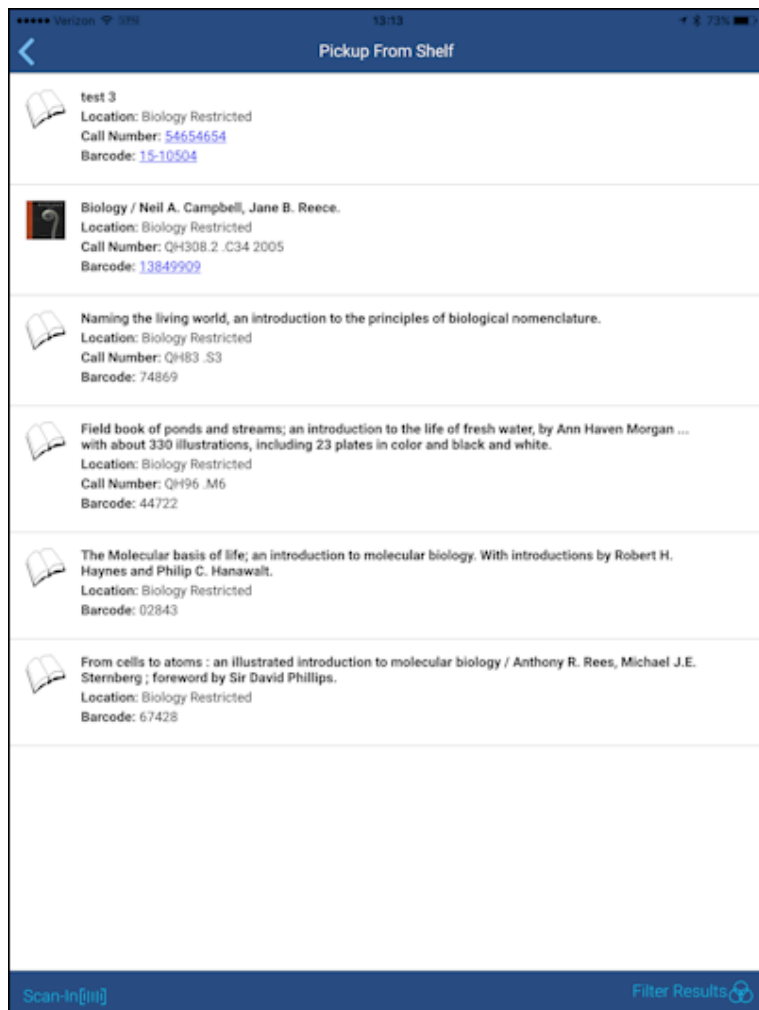 Verizon VPN 13:13 73%
Pickup From Shelf
test 3
Location: Biology Restricted
Call Number: 54654654
Barcode: 15-10504
Biology / Neil A. Campbell, Jane B. Reece.
Location: Biology Restricted
Call Number: QH308.2 .C34 2005
Barcode: 13849909
Naming the living world, an introduction to the principles of biological nomenclature.
Location: Biology Restricted
Call Number: QH83 .S3
Barcode: 74869
Field book of ponds and streams; an introduction to the life of fresh water, by Ann Haven Morgan ...
with about 330 illustrations, including 23 plates in color and black and white.
Location: Biology Restricted
Call Number: QH96 .M6
Barcode: 44722
The Molecular basis of life; an introduction to molecular biology. With introductions by Robert H.
Haynes and Philip C. Hanawalt.
Location: Biology Restricted
Barcode: 02843
From cells to atoms : an illustrated introduction to molecular biology / Anthony R. Rees, Michael J.E.
Sternberg ; foreword by Sir David Phillips.
Location: Biology Restricted
Barcode: 67428
Scan-In Filter Results